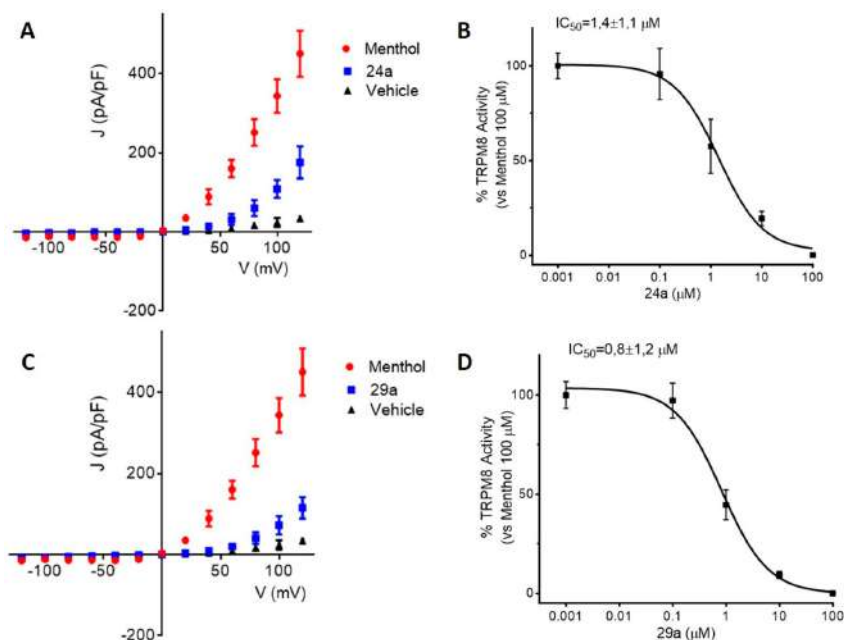 A
J (pA/pF)
400
200
-100
-50
50
100
V (mV)
-200
Menthol
24a
Vehicle
B
IC50=1,4±1,1 μM
% TRPM8 Activity
(vs Menthol 100 μM)
100
50
0
0.001
0.01
0.1
1
10
100
24a (μM)
C
J (pA/pF)
400
200
-100
-50
50
100
V (mV)
-200
Menthol
29a
Vehicle
D
IC50=0,8±1,2 μM
% TRPM8 Activity
(vs Menthol 100 μM)
100
50
0
0.001
0.01
0.1
1
10
100
29a (μM)